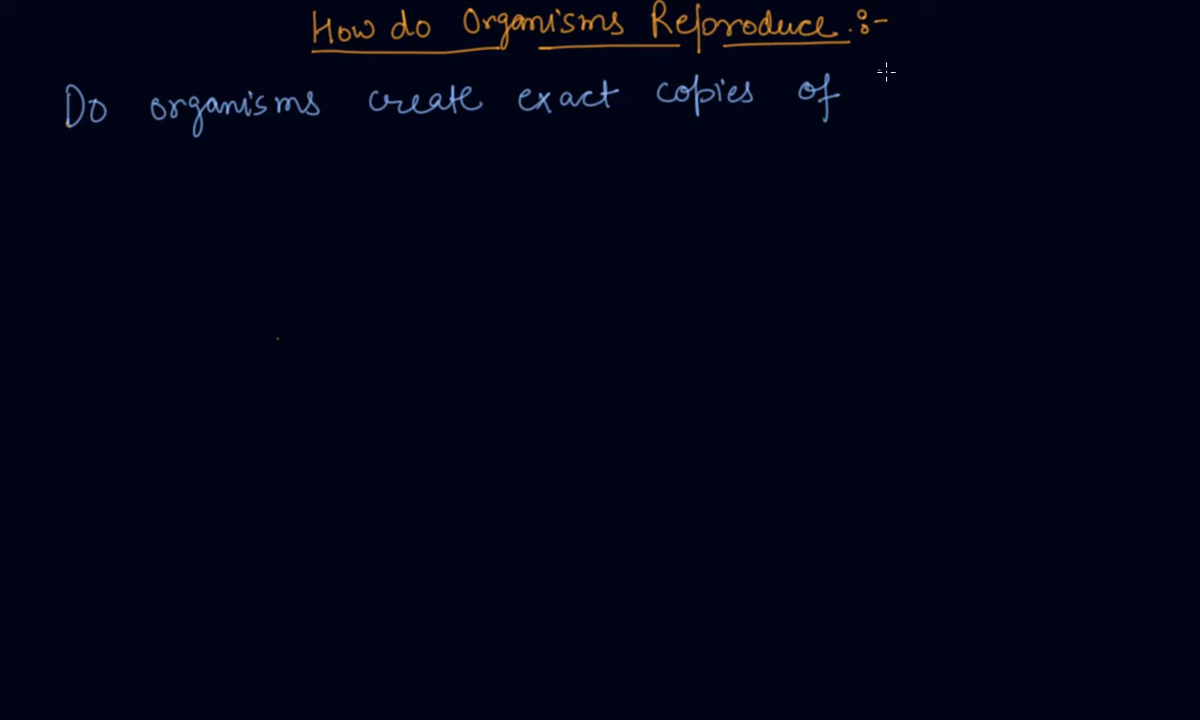 How do Organisms Reproduce :-
Do organisms create exact copies of